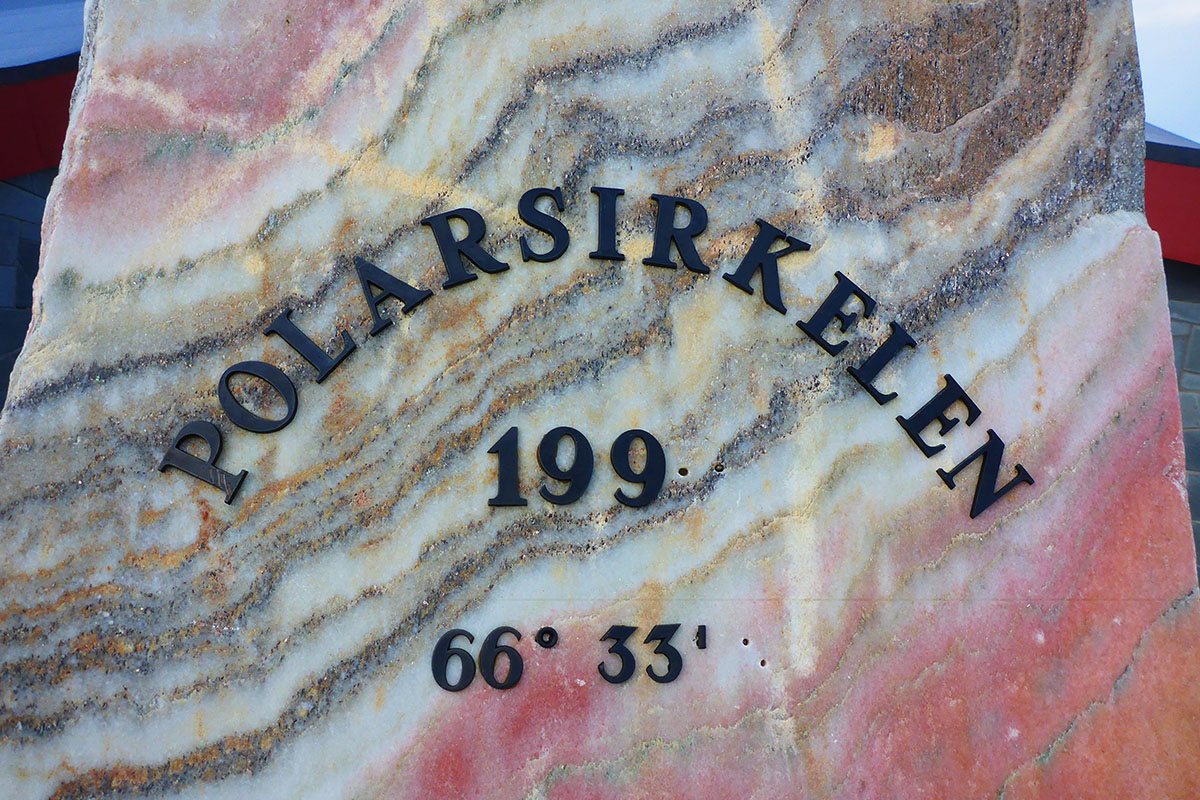 POLARSIRKELEN
199
66° 33'